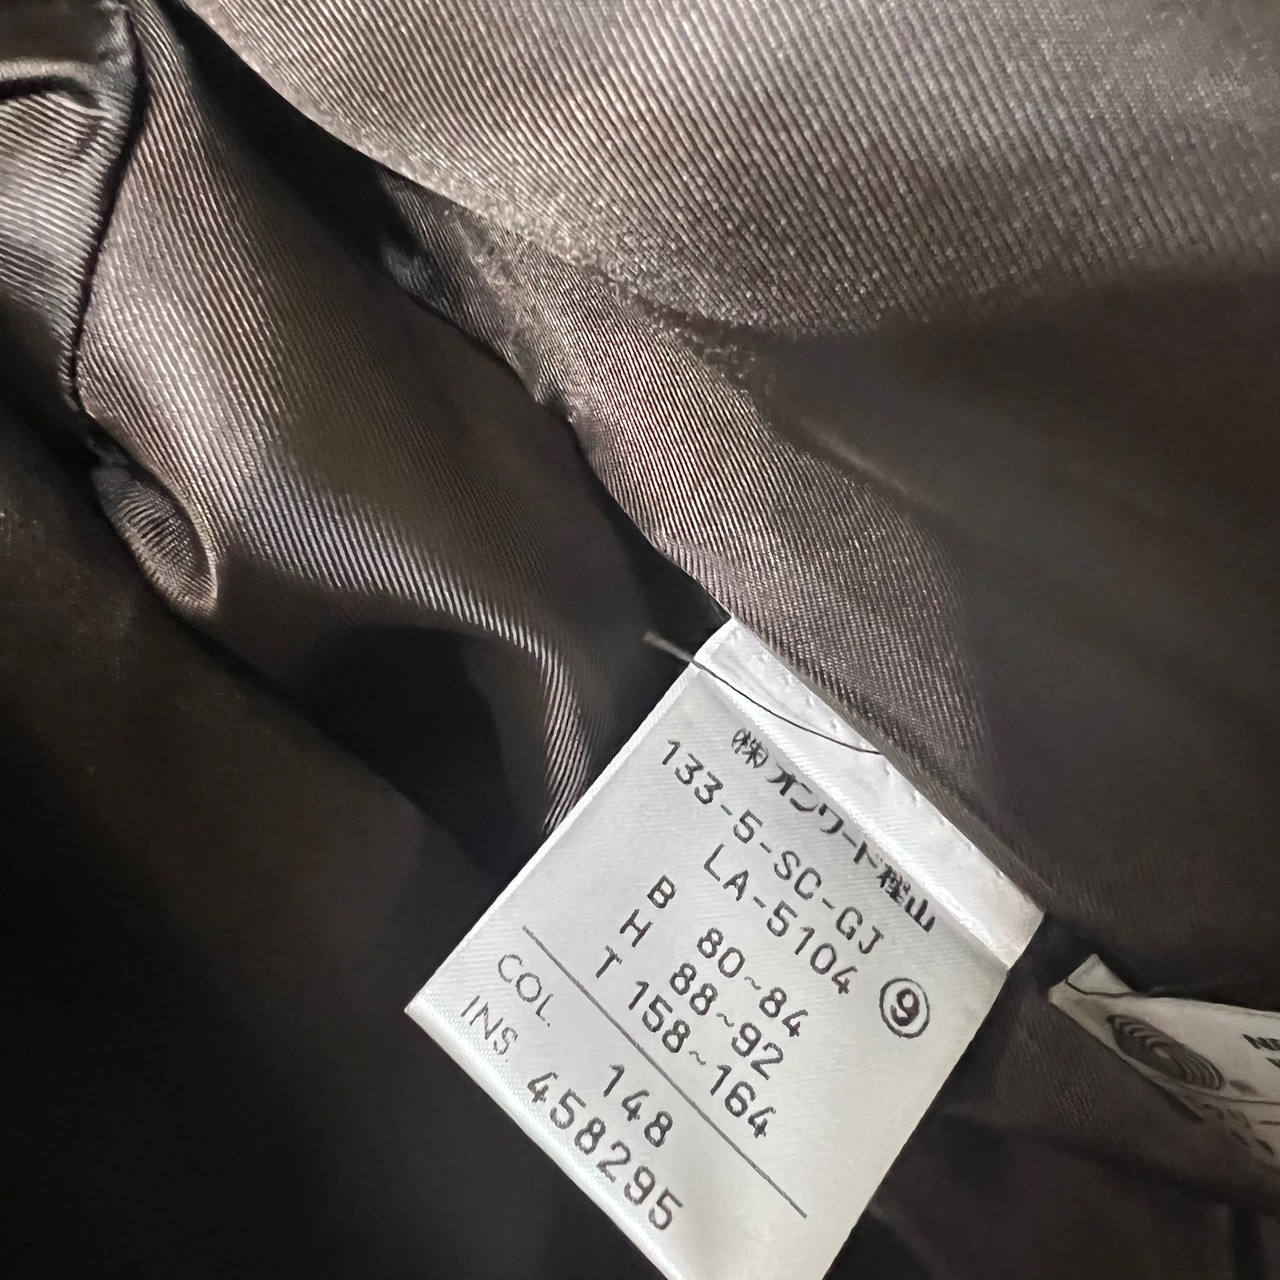 (株)オンワード樫山
133-5-SC-GJ
LA-5104 ⑨
B 80~84
H 88~92
T 158~164
COL. 148
INS. 458295